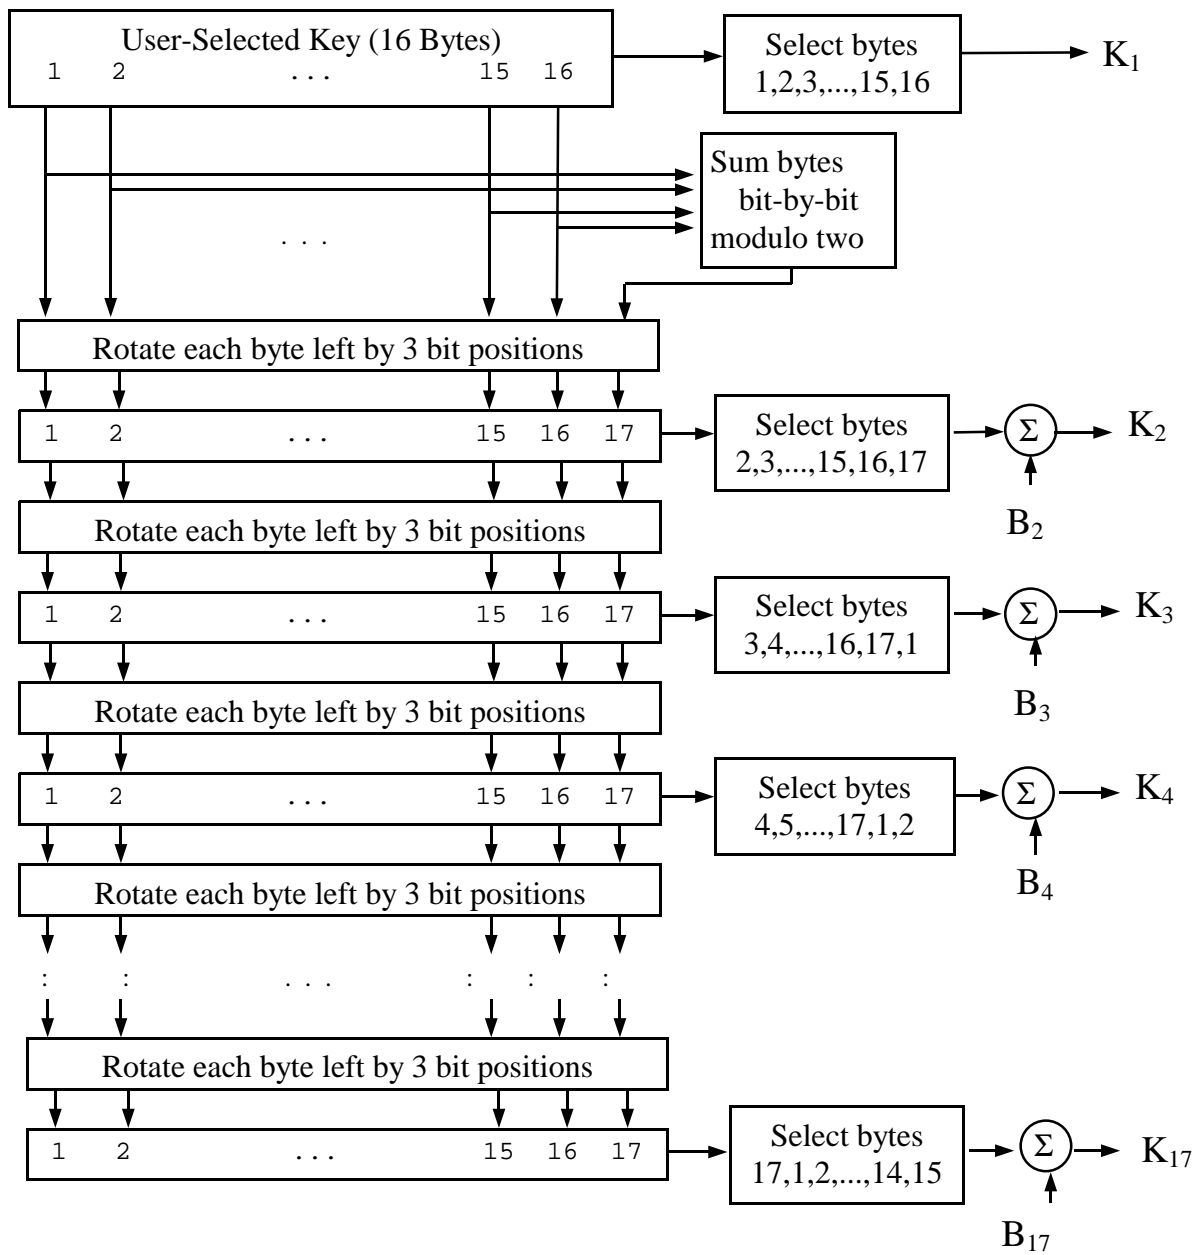 User-Selected Key (16 Bytes)
1 2 ... 15 16
Select bytes
1,2,3,...,15,16
K1
Sum bytes
bit-by-bit
modulo two
. . .
Rotate each byte left by 3 bit positions
1 2 ... 15 16 17
Select bytes
2,3,...,15,16,17
Σ
K2
B2
Rotate each byte left by 3 bit positions
1 2 ... 15 16 17
Select bytes
3,4,...,16,17,1
Σ
K3
B3
Rotate each byte left by 3 bit positions
1 2 ... 15 16 17
Select bytes
4,5,...,17,1,2
Σ
K4
B4
Rotate each byte left by 3 bit positions
: : . . . : : :
Rotate each byte left by 3 bit positions
1 2 ... 15 16 17
Select bytes
17,1,2,...,14,15
Σ
K17
B17